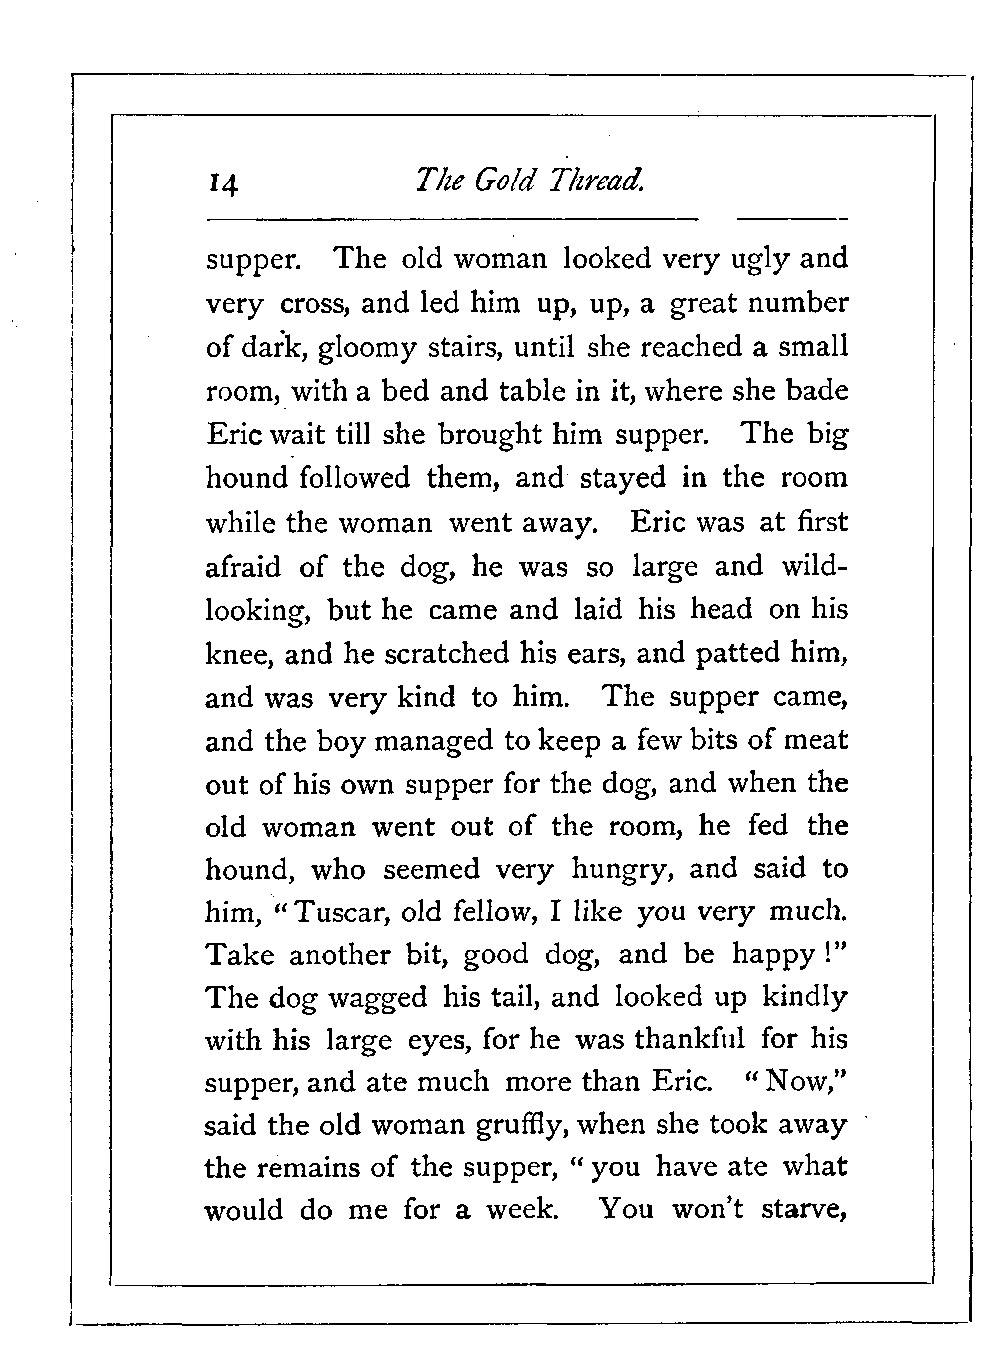 14 The Gold Thread.
supper. The old woman looked very ugly and
very cross, and led him up, up, a great number
of dark, gloomy stairs, until she reached a small
room, with a bed and table in it, where she bade
Eric wait till she brought him supper. The big
hound followed them, and stayed in the room
while the woman went away. Eric was at first
afraid of the dog, he was so large and wild-
looking, but he came and laid his head on his
knee, and he scratched his ears, and patted him,
and was very kind to him. The supper came,
and the boy managed to keep a few bits of meat
out of his own supper for the dog, and when the
old woman went out of the room, he fed the
hound, who seemed very hungry, and said to
him, “Tuscar, old fellow, I like you very much.
Take another bit, good dog, and be happy!”
The dog wagged his tail, and looked up kindly
with his large eyes, for he was thankful for his
supper, and ate much more than Eric. “Now,”
said the old woman gruffly, when she took away
the remains of the supper, “you have ate what
would do me for a week. You won't starve,